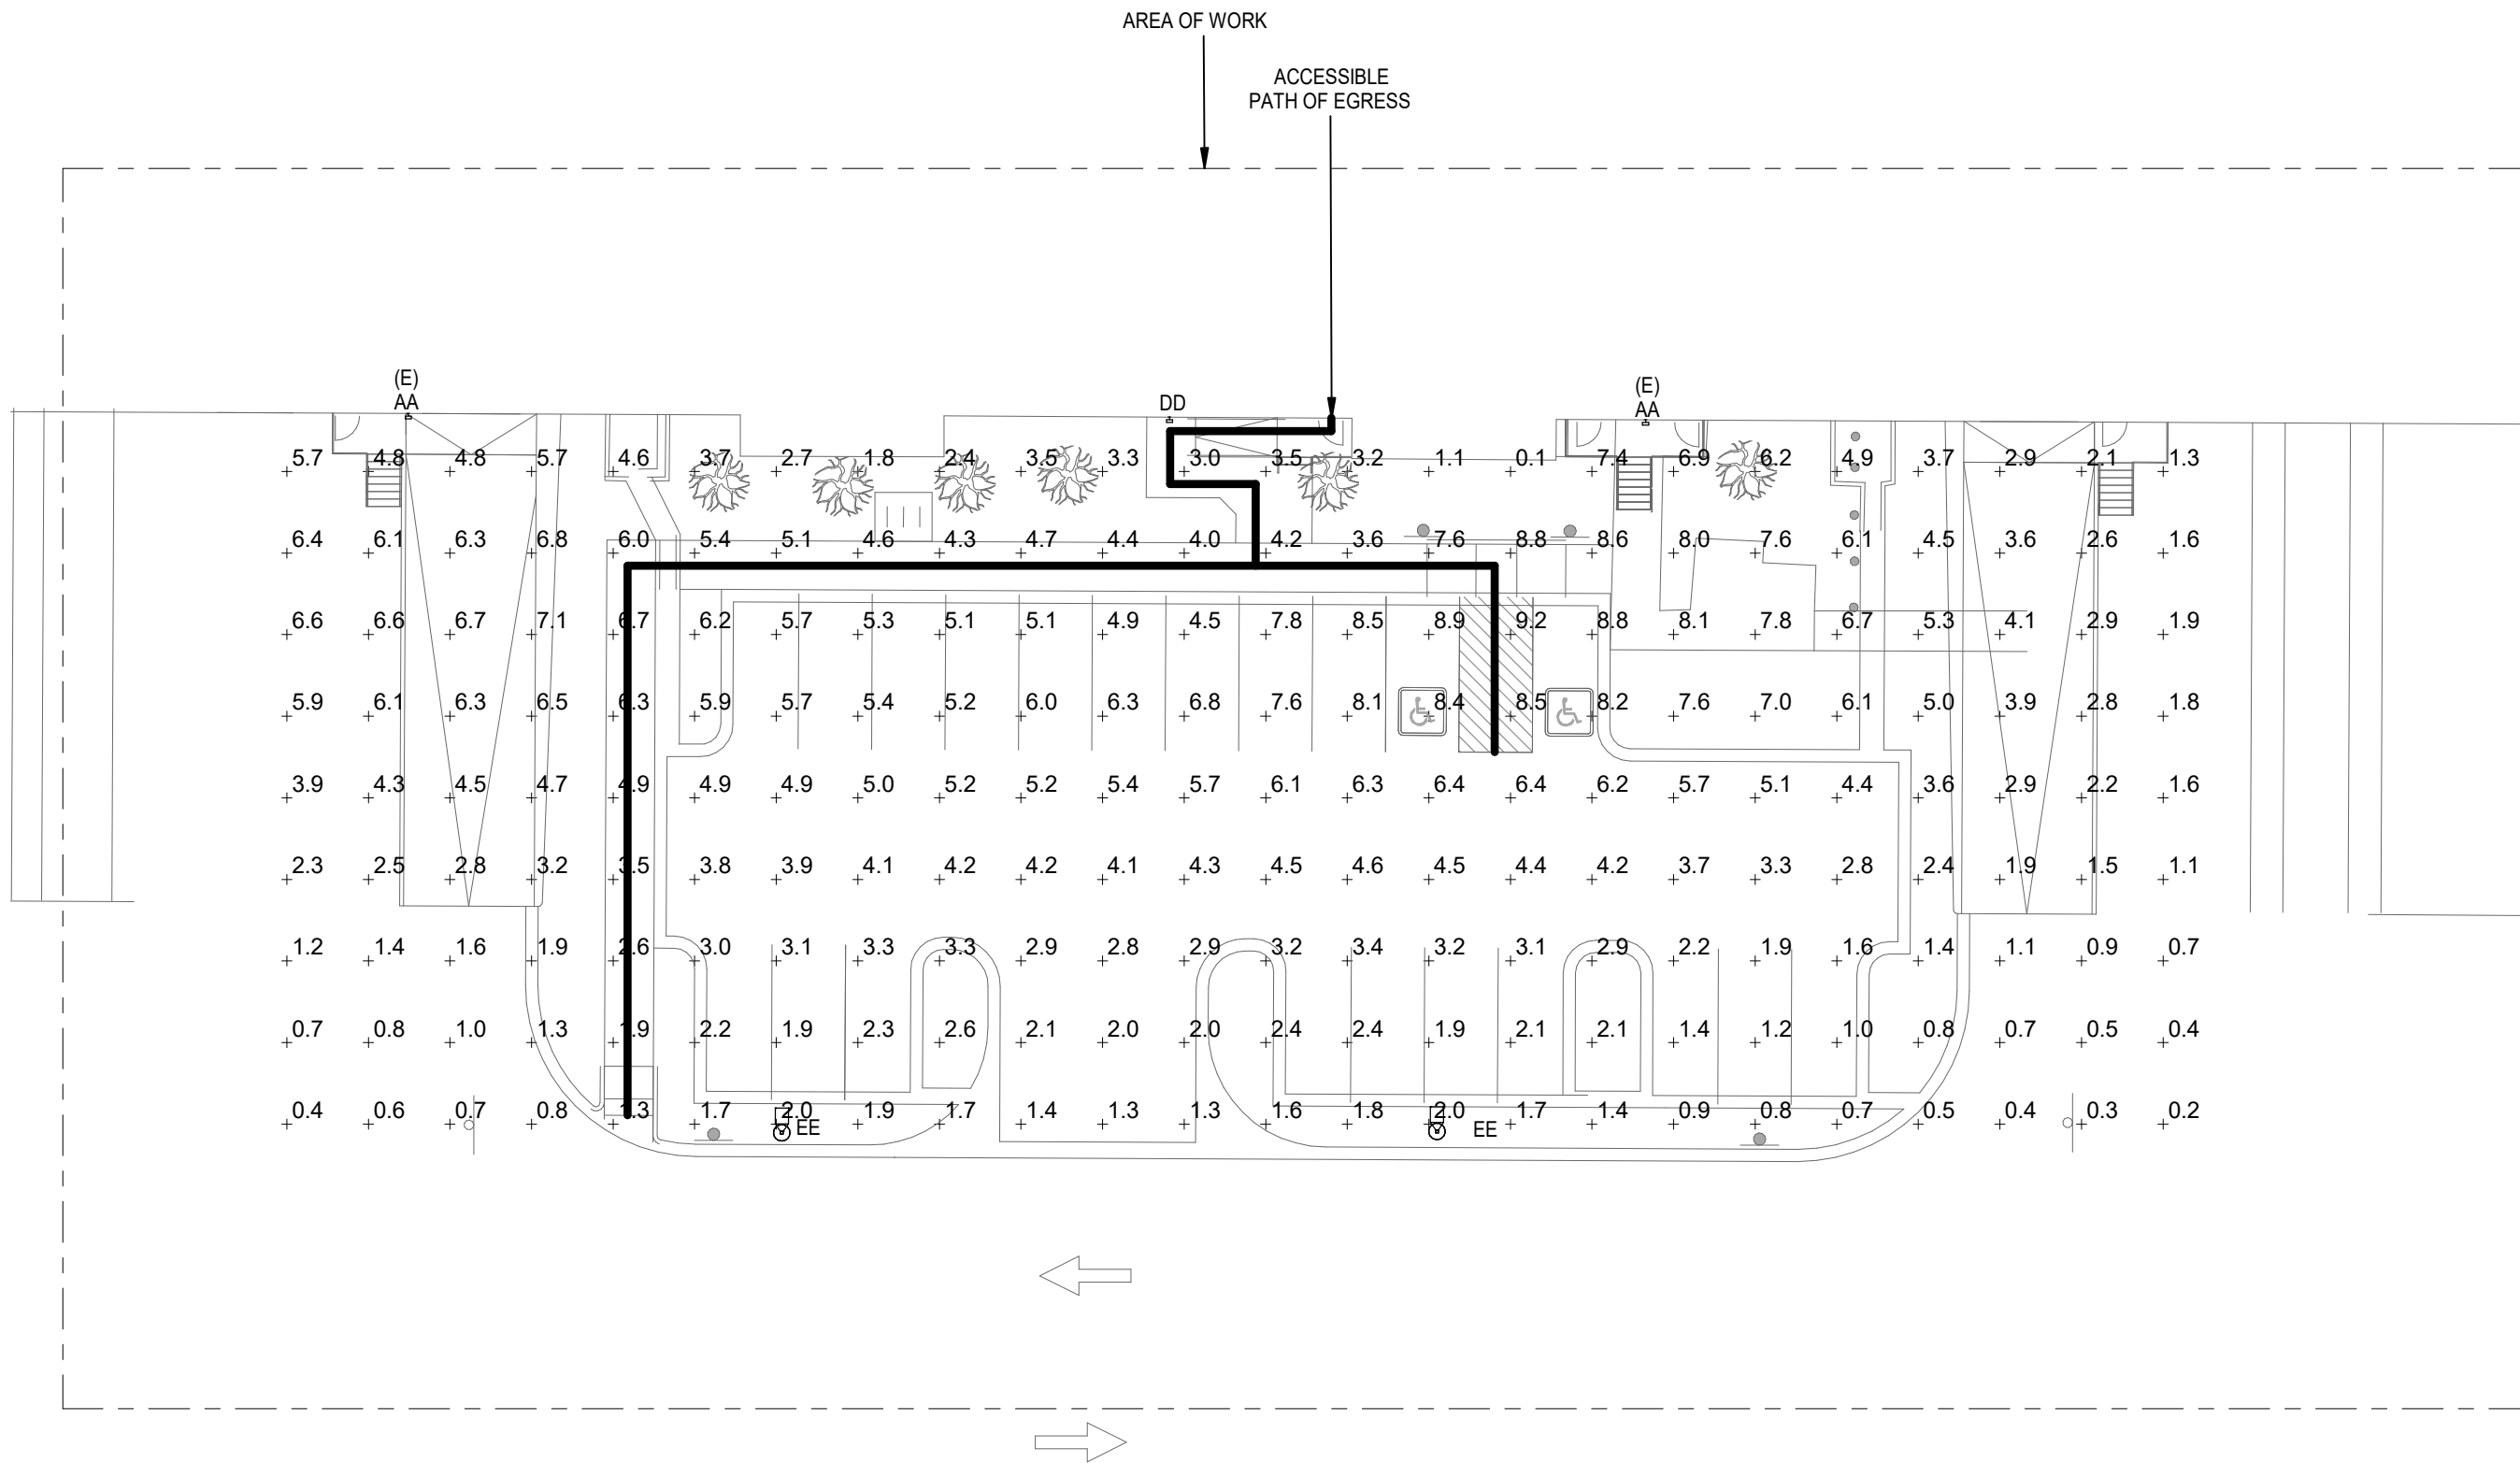 AREA OF WORK
ACCESSIBLE
PATH OF EGRESS
(E)
AA
DD
(E)
AA
5.7 4.8 4.8 5.7 4.6 3.7 2.7 1.8 2.4 3.5 3.3 3.0 3.5 3.2 1.1 0.1 7.4 6.9 6.2 4.9 3.7 2.9 2.1 1.3
6.4 6.1 6.3 6.8 6.0 5.4 5.1 4.6 4.3 4.7 4.4 4.0 4.2 3.6 7.6 8.8 8.6 8.0 7.6 6.1 4.5 3.6 2.6 1.6
6.6 6.6 6.7 7.1 6.7 6.2 5.7 5.3 5.1 5.1 4.9 4.5 7.8 8.5 8.9 9.2 8.8 8.1 7.8 6.7 5.3 4.1 2.9 1.9
5.9 6.1 6.3 6.5 6.3 5.9 5.7 5.4 5.2 6.0 6.3 6.8 7.6 8.1 8.4 8.5 8.2 7.6 7.0 6.1 5.0 3.9 2.8 1.8
3.9 4.3 4.5 4.7 4.9 4.9 4.9 5.0 5.2 5.2 5.4 5.7 6.1 6.3 6.4 6.4 6.2 5.7 5.1 4.4 3.6 2.9 2.2 1.6
2.3 2.5 2.8 3.2 3.5 3.8 3.9 4.1 4.2 4.2 4.1 4.3 4.5 4.6 4.5 4.4 4.2 3.7 3.3 2.8 2.4 1.9 1.5 1.1
1.2 1.4 1.6 1.9 2.6 3.0 3.1 3.3 3.3 2.9 2.8 2.9 3.2 3.4 3.2 3.1 2.9 2.2 1.9 1.6 1.4 1.1 0.9 0.7
0.7 0.8 1.0 1.3 1.9 2.2 1.9 2.3 2.6 2.1 2.0 2.0 2.4 2.4 1.9 2.1 2.1 1.4 1.2 1.0 0.8 0.7 0.5 0.4
0.4 0.6 0.7 0.8 1.3 1.7 2.0 1.9 1.7 1.4 1.3 1.3 1.6 1.8 2.0 1.7 1.4 0.9 0.8 0.7 0.5 0.4 0.3 0.2
EE
EE